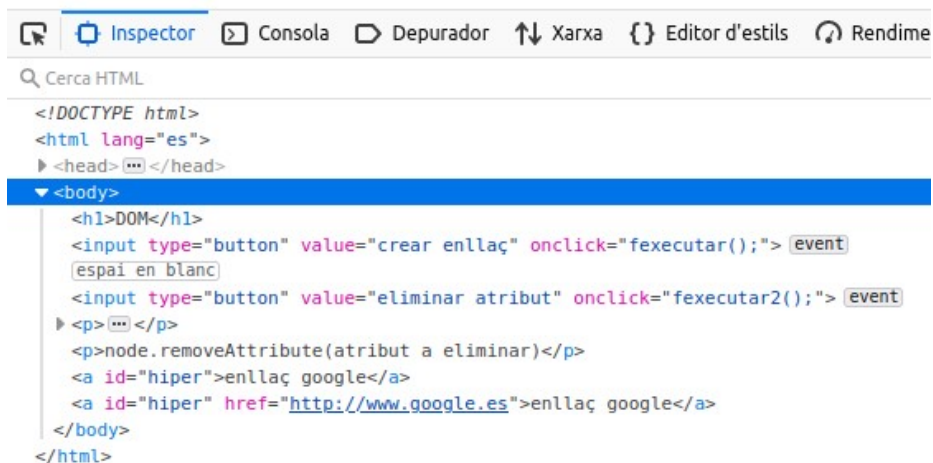 Inspector Consola Depurador Xarxa {} Editor d'estils Rendime
Cerca HTML
<!DOCTYPE html>
<html lang="es">
<head> ... </head>
<body>
<h1>DOM</h1>
<input type="button" value="crear enllaç" onclick="fexecutar();"> event
espai en blanc
<input type="button" value="eliminar atribut" onclick="fexecutar2();"> event
<p> ... </p>
<p>node.removeAttribute(atribut a eliminar)</p>
<a id="hiper">enllaç google</a>
<a id="hiper" href="http://www.google.es">enllaç google</a>
</body>
</html>